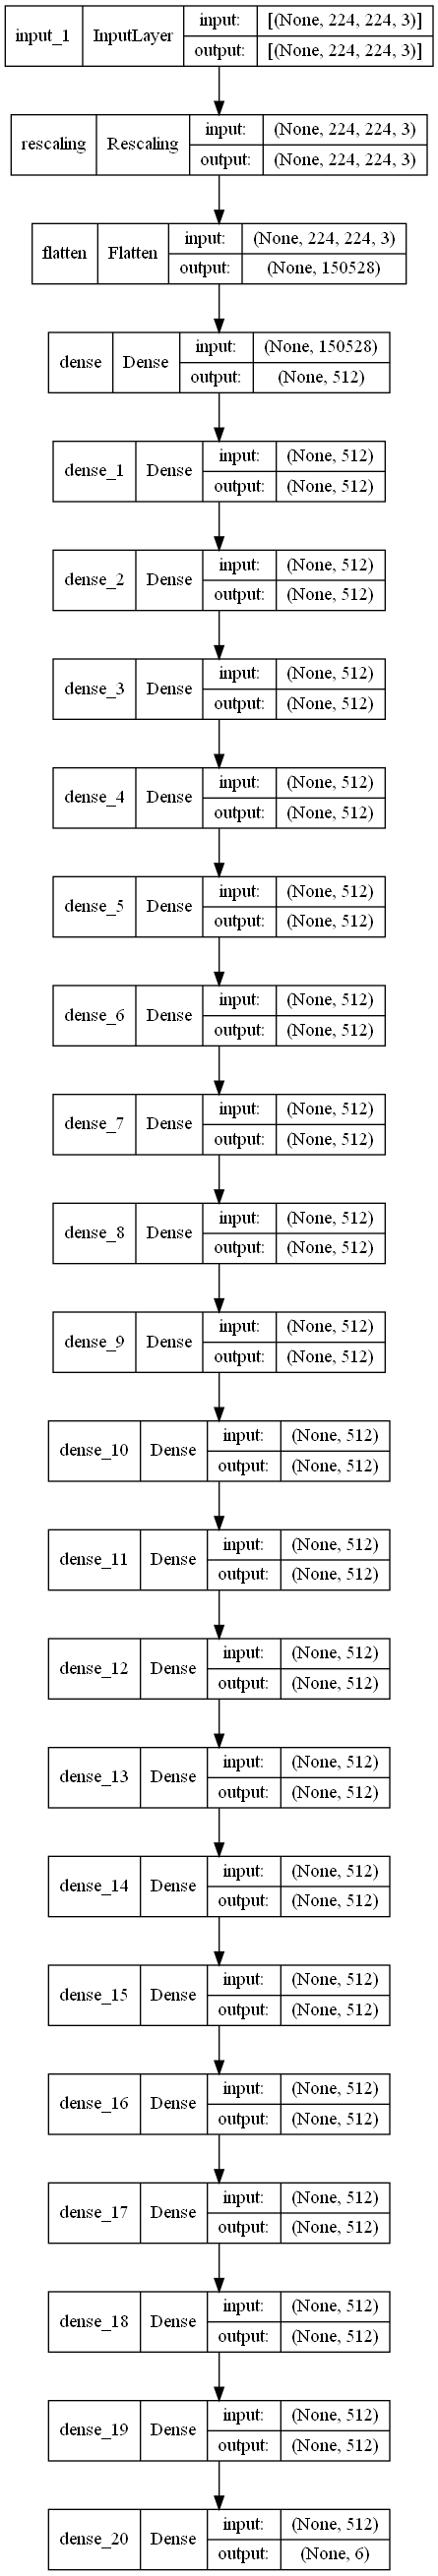 input_1 InputLayer input: [(None, 224, 224, 3)]
output: [(None, 224, 224, 3)]
rescaling Rescaling input: (None, 224, 224, 3)
output: (None, 224, 224, 3)
flatten Flatten input: (None, 224, 224, 3)
output: (None, 150528)
dense Dense input: (None, 150528)
output: (None, 512)
dense_1 Dense input: (None, 512)
output: (None, 512)
dense_2 Dense input: (None, 512)
output: (None, 512)
dense_3 Dense input: (None, 512)
output: (None, 512)
dense_4 Dense input: (None, 512)
output: (None, 512)
dense_5 Dense input: (None, 512)
output: (None, 512)
dense_6 Dense input: (None, 512)
output: (None, 512)
dense_7 Dense input: (None, 512)
output: (None, 512)
dense_8 Dense input: (None, 512)
output: (None, 512)
dense_9 Dense input: (None, 512)
output: (None, 512)
dense_10 Dense input: (None, 512)
output: (None, 512)
dense_11 Dense input: (None, 512)
output: (None, 512)
dense_12 Dense input: (None, 512)
output: (None, 512)
dense_13 Dense input: (None, 512)
output: (None, 512)
dense_14 Dense input: (None, 512)
output: (None, 512)
dense_15 Dense input: (None, 512)
output: (None, 512)
dense_16 Dense input: (None, 512)
output: (None, 512)
dense_17 Dense input: (None, 512)
output: (None, 512)
dense_18 Dense input: (None, 512)
output: (None, 512)
dense_19 Dense input: (None, 512)
output: (None, 512)
dense_20 Dense input: (None, 512)
output: (None, 6)